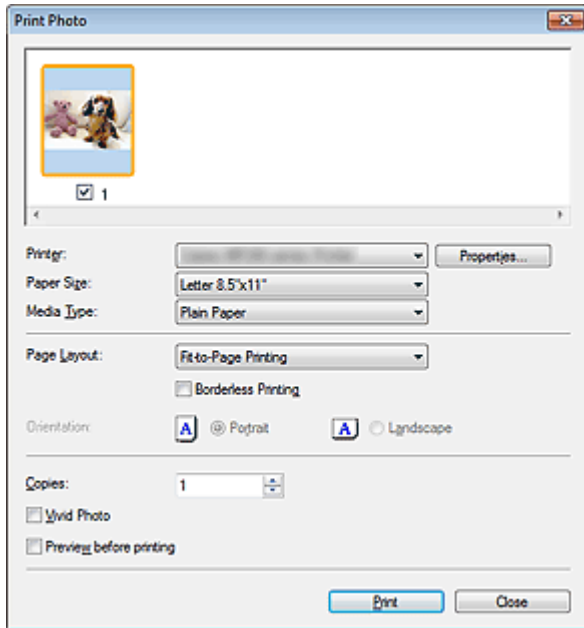 Print Photo
1
Printer:
Properties...
Paper Size:
Letter 8.5"x11"
Media Type:
Plain Paper
Page Layout:
Fit-to-Page Printing
Borderless Printing
Orientation:
A Portrait A Landscape
Copies:
1
Vivid Photo
Preview before printing
Print Close